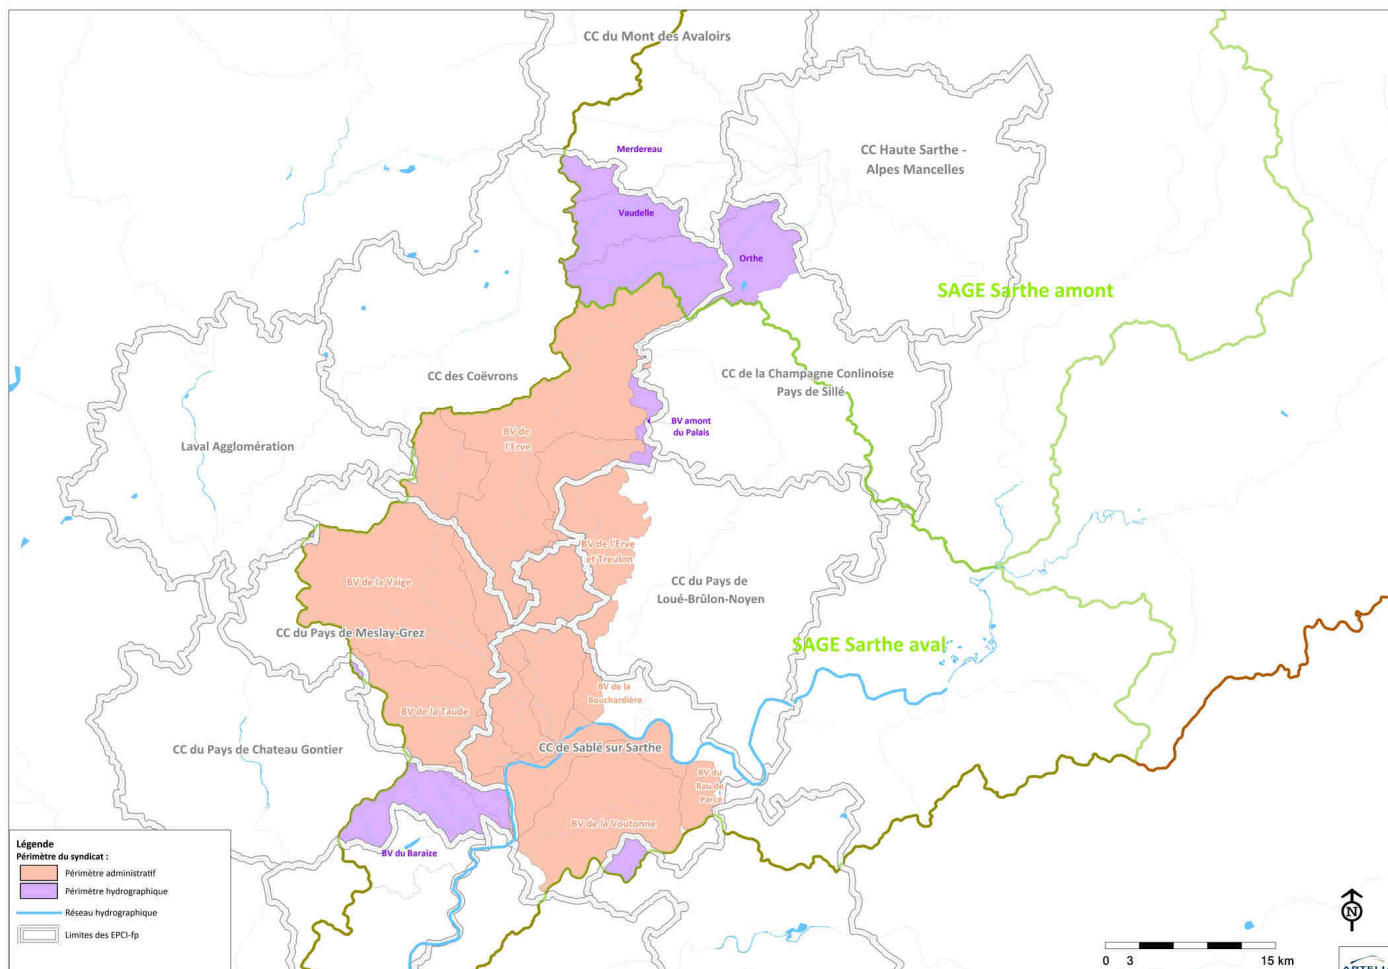 CC du Mont des Avaloirs
Merdereau
CC Haute Sarthe -
Alpes Mancelles
Vaudelle
Orthe
SAGE Sarthe amont
CC des Coëvrons
CC de la Champagne Conlinoise
Pays de Sillé
BV amont
du Palais
BV de
l'Erve
Laval Agglomération
BV de l'Erve
et Treulon
BV de la Vaige
CC du Pays de
Loué-Brûlon-Noyen
CC du Pays de Meslay-Grez
SAGE Sarthe aval
BV de la
Bouchardière
BV de la Taude
CC du Pays de Chateau Gontier
CC de Sablé sur Sarthe
BV du
Rau de
Parcé
BV de la Voutonne
BV du Baraize
Légende
Périmètre du syndicat :
Périmètre administratif
Périmètre hydrographique
Réseau hydrographique
Limites des EPCI-fp
N
0 3 15 km
ARTELIA